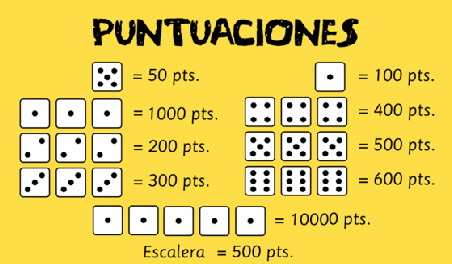 PUNTUACIONES
= 50 pts.
= 100 pts.
= 1000 pts.
= 400 pts.
= 200 pts.
= 500 pts.
= 300 pts.
= 600 pts.
= 10000 pts.
Escalera = 500 pts.